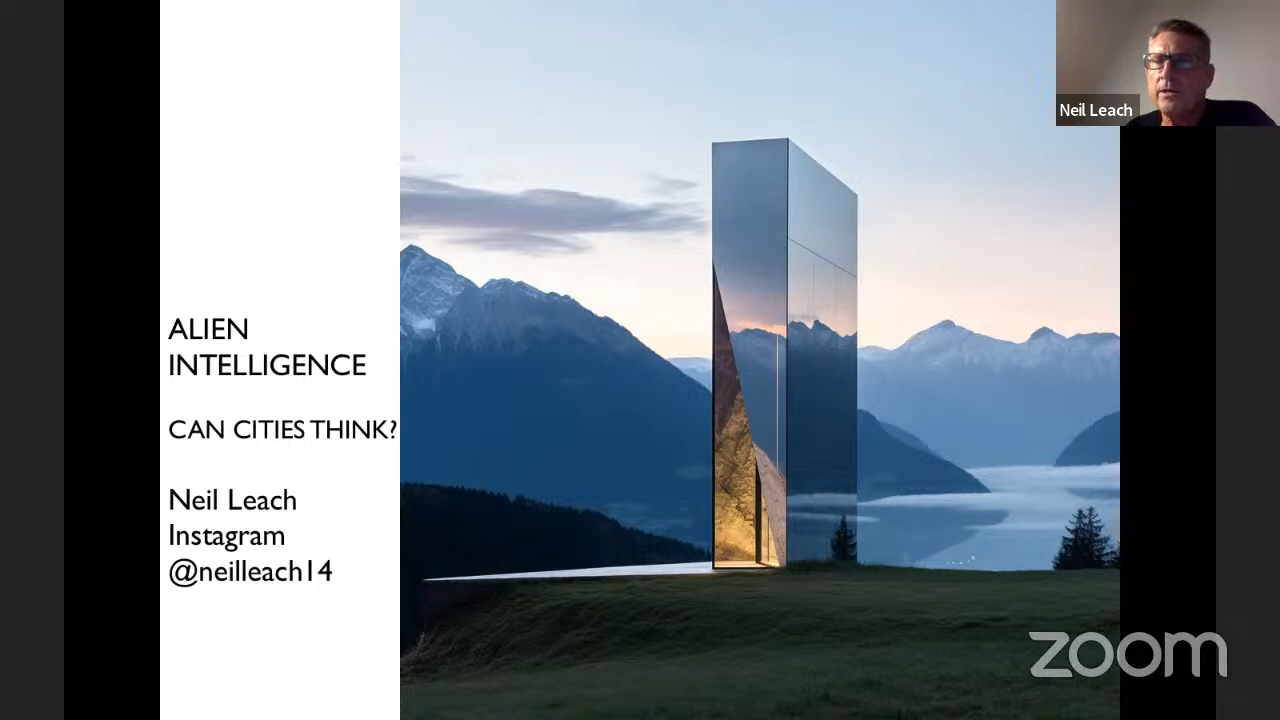 ALIEN
INTELLIGENCE
CAN CITIES THINK?
Neil Leach
Instagram
@neilleach14
Neil Leach
zoom